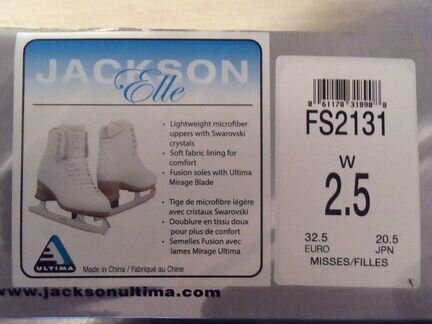 JACKSON
Elle
• Lightweight microfiber
uppers with Swarovski
crystals
• Soft fabric lining for
comfort
• Fusion soles with Ultima
Mirage Blade
• Tige de microfibre légère
avec cristaux Swarovski
• Doublure en tissu doux
pour plus de confort
• Semelles Fusion avec
lames Mirage Ultima
ULTIMA
Made in China / Fabriqué au Chine
www.jacksonultima.com
0 61178 31890 0
FS2131
W
2.5
32.5 20.5
EURO JPN
MISSES/FILLES